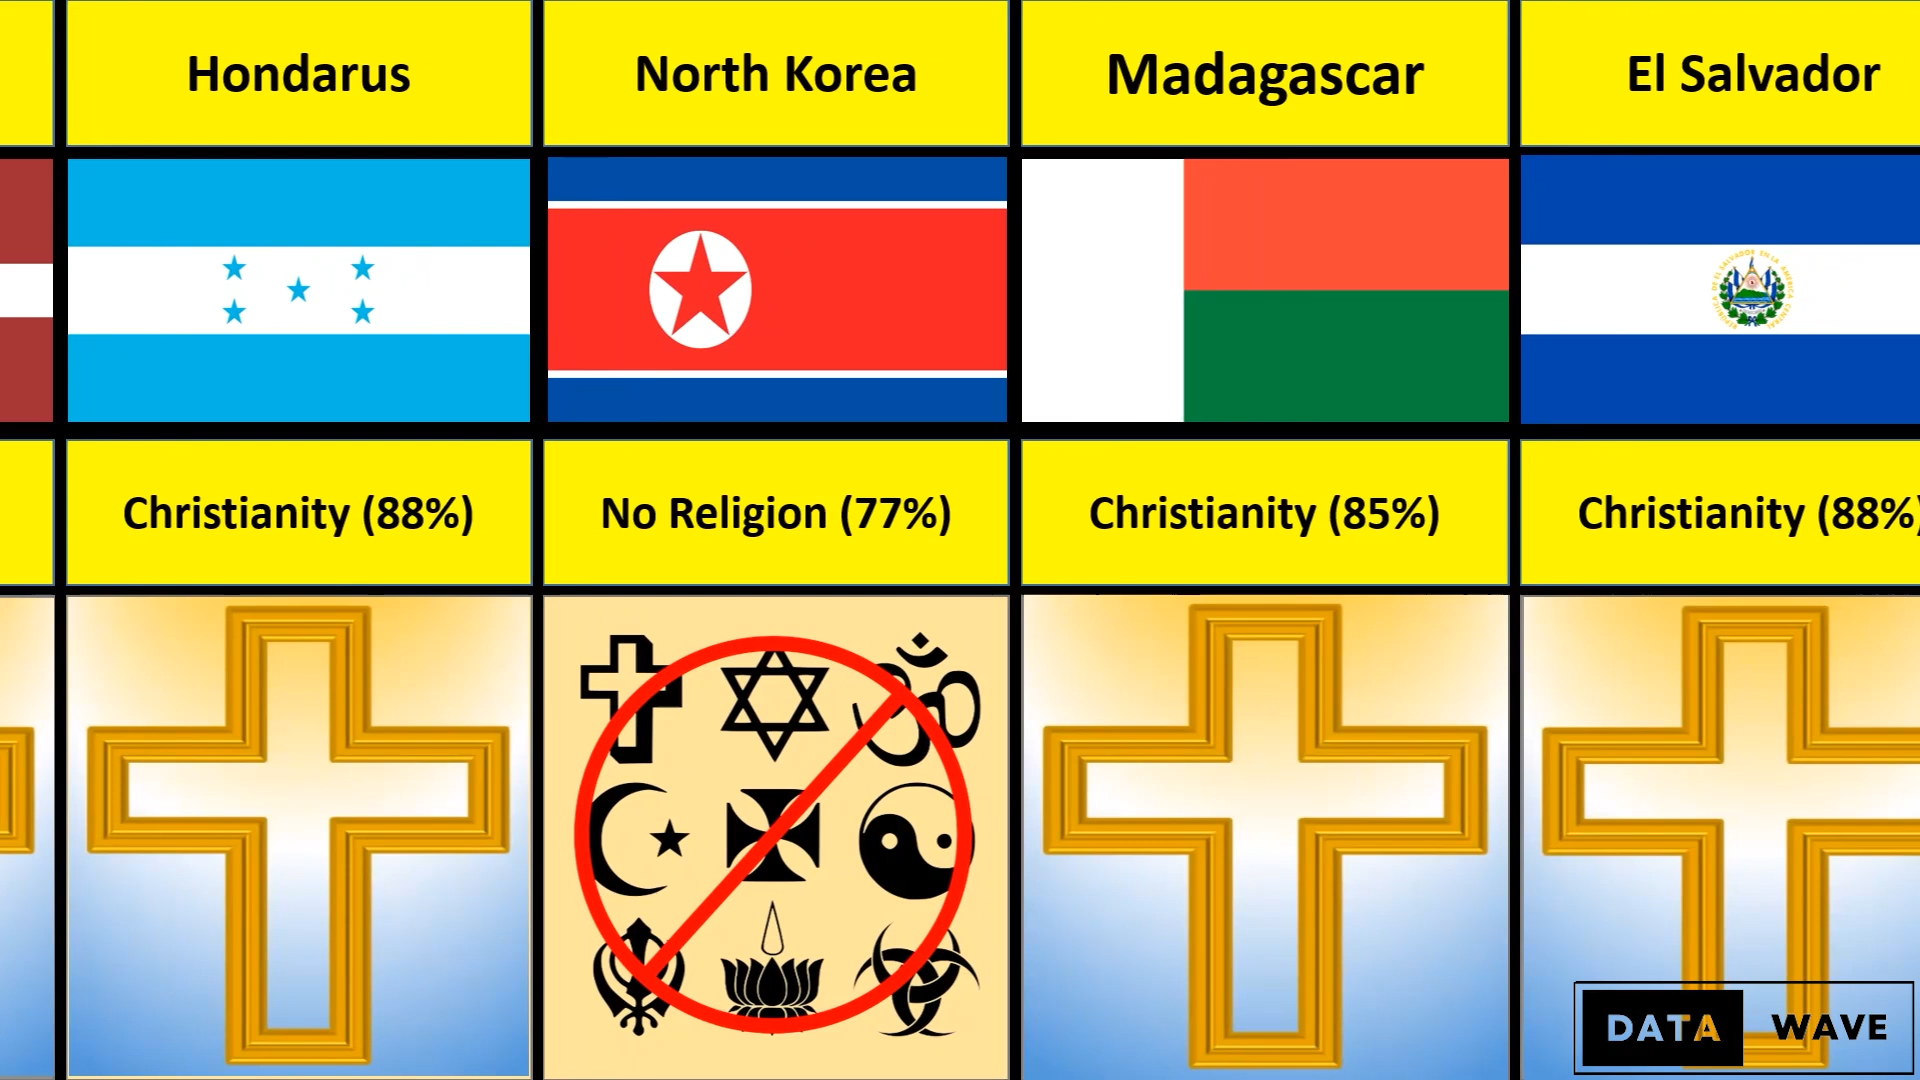 Hondarus
North Korea
Madagascar
El Salvador
Christianity (88%)
No Religion (77%)
Christianity (85%)
Christianity (88%)
DATA WAVE